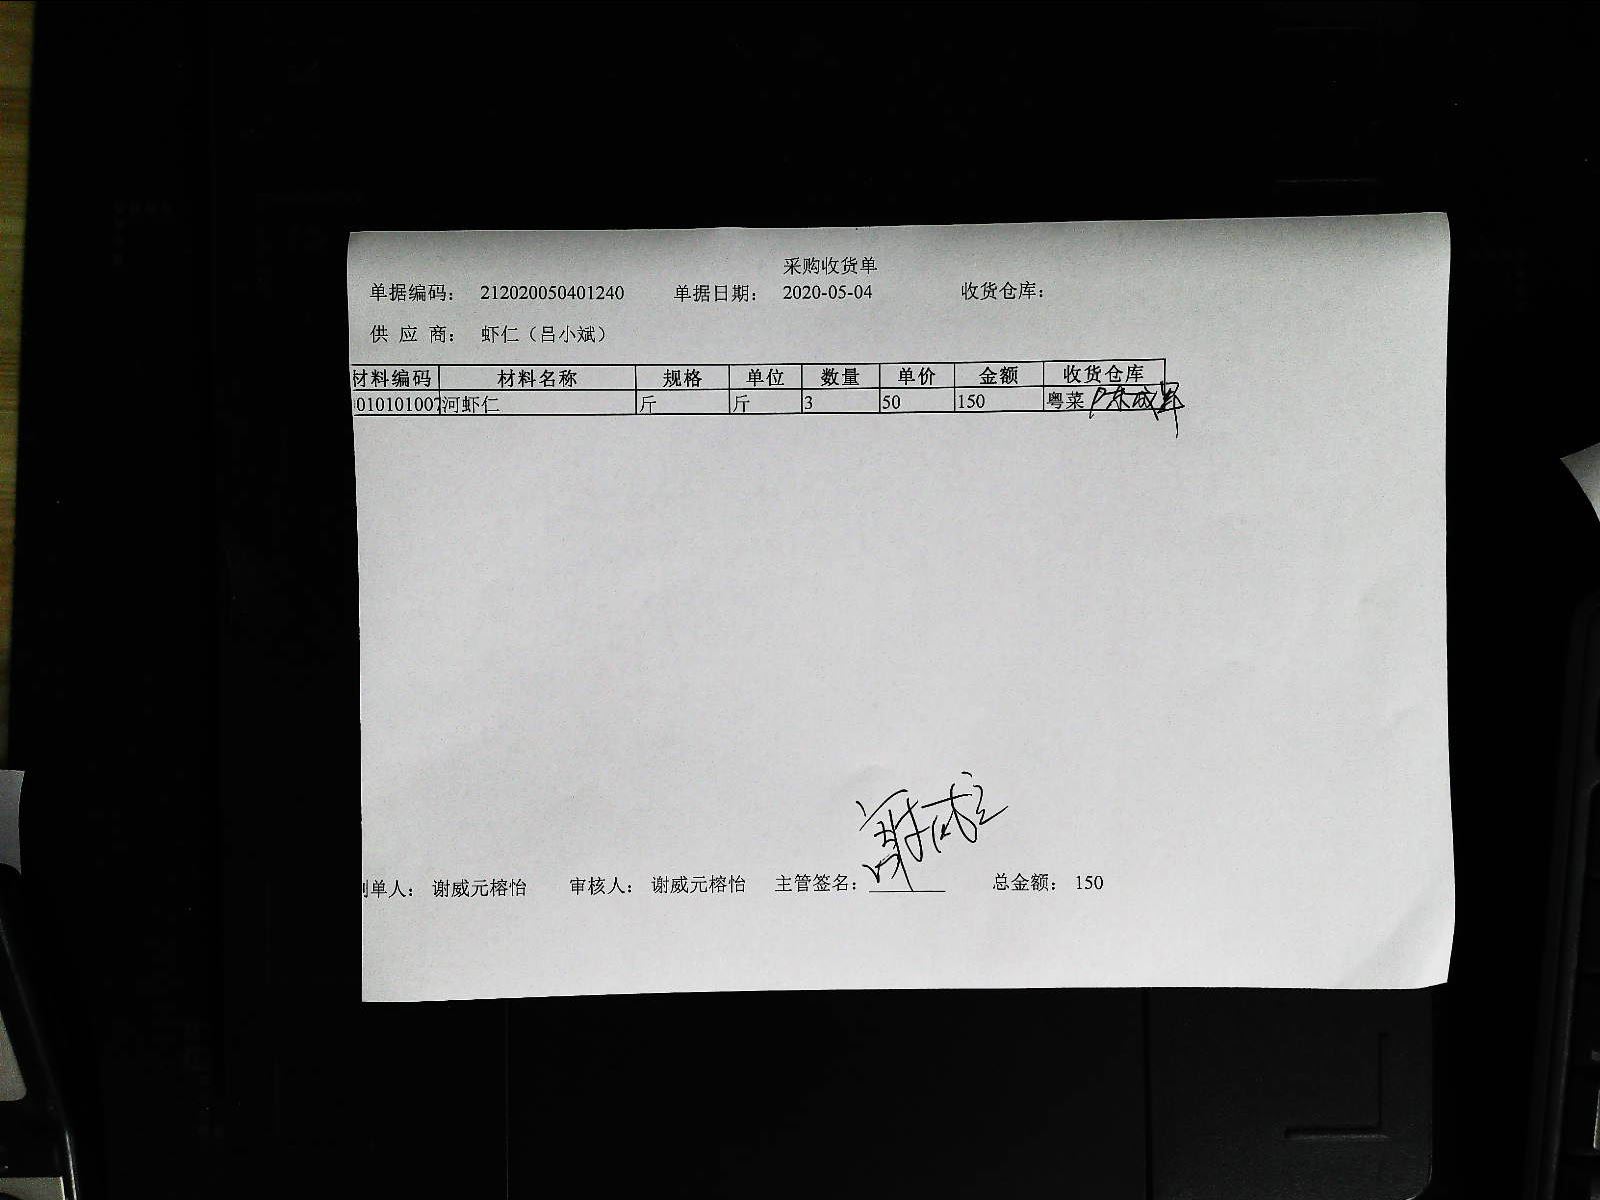 采购收货单
单据编码： 212020050401240 单据日期： 2020-05-04 收货仓库：
供 应 商： 虾仁（吕小斌）
材料编码 材料名称 规格 单位 数量 单价 金额 收货仓库
010101007 河虾仁 斤 斤 3 50 150 粤菜
单人： 谢威元榕怡 审核人： 谢威元榕怡 主管签名： 总金额： 150